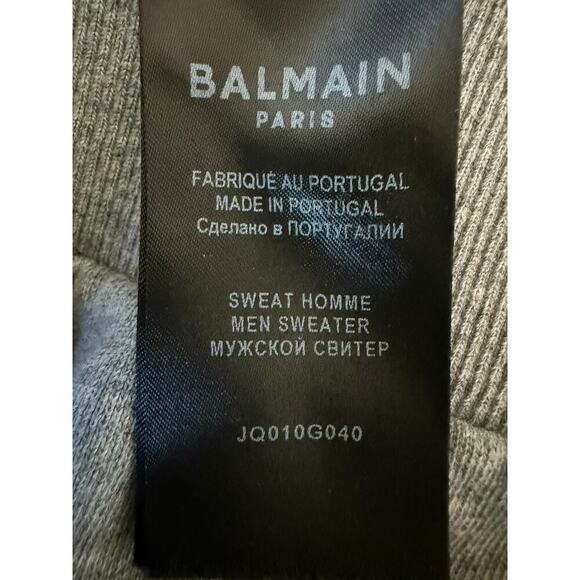 BALMAIN
PARIS
FABRIQUÉ AU PORTUGAL
MADE IN PORTUGAL
Сделано в ПОРТУГАЛИИ
SWEAT HOMME
MEN SWEATER
МУЖСКОЙ СВИТЕР
JQ010G040